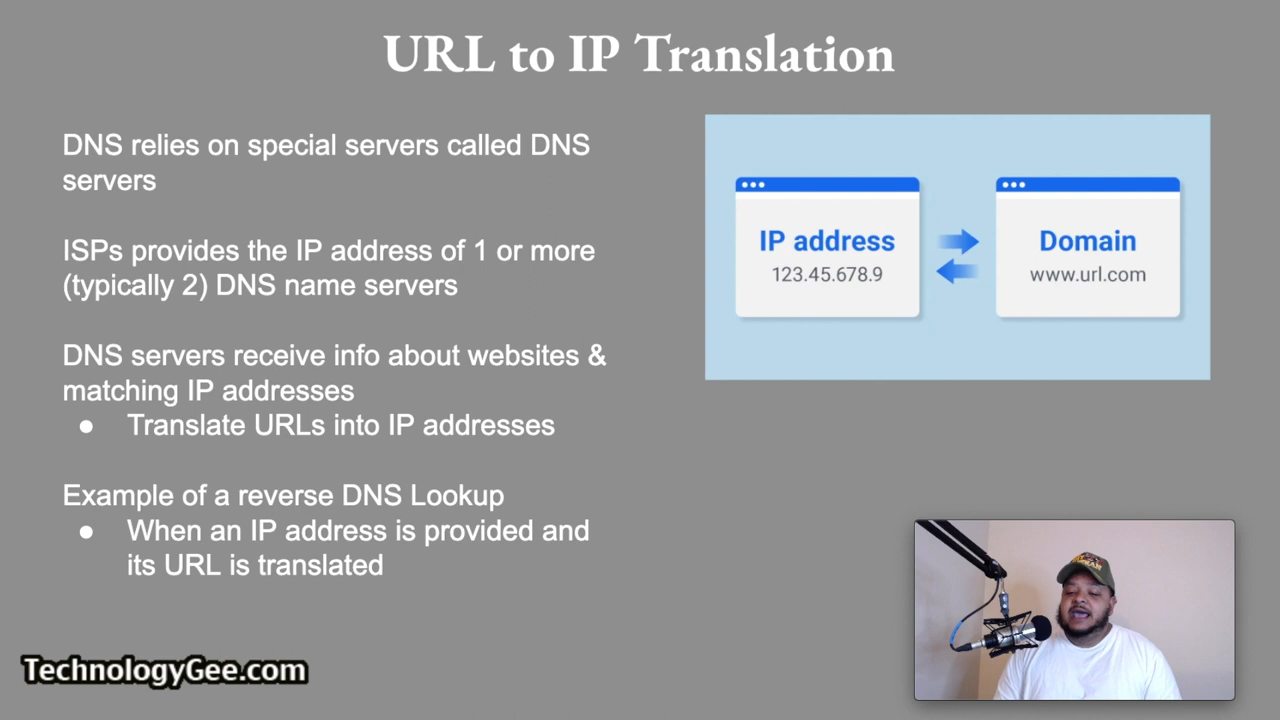 URL to IP Translation
DNS relies on special servers called DNS
servers
ISPs provides the IP address of 1 or more
(typically 2) DNS name servers
DNS servers receive info about websites &
matching IP addresses
● Translate URLs into IP addresses
Example of a reverse DNS Lookup
● When an IP address is provided and
its URL is translated
IP address
123.45.678.9
Domain
www.url.com
TechnologyGee.com